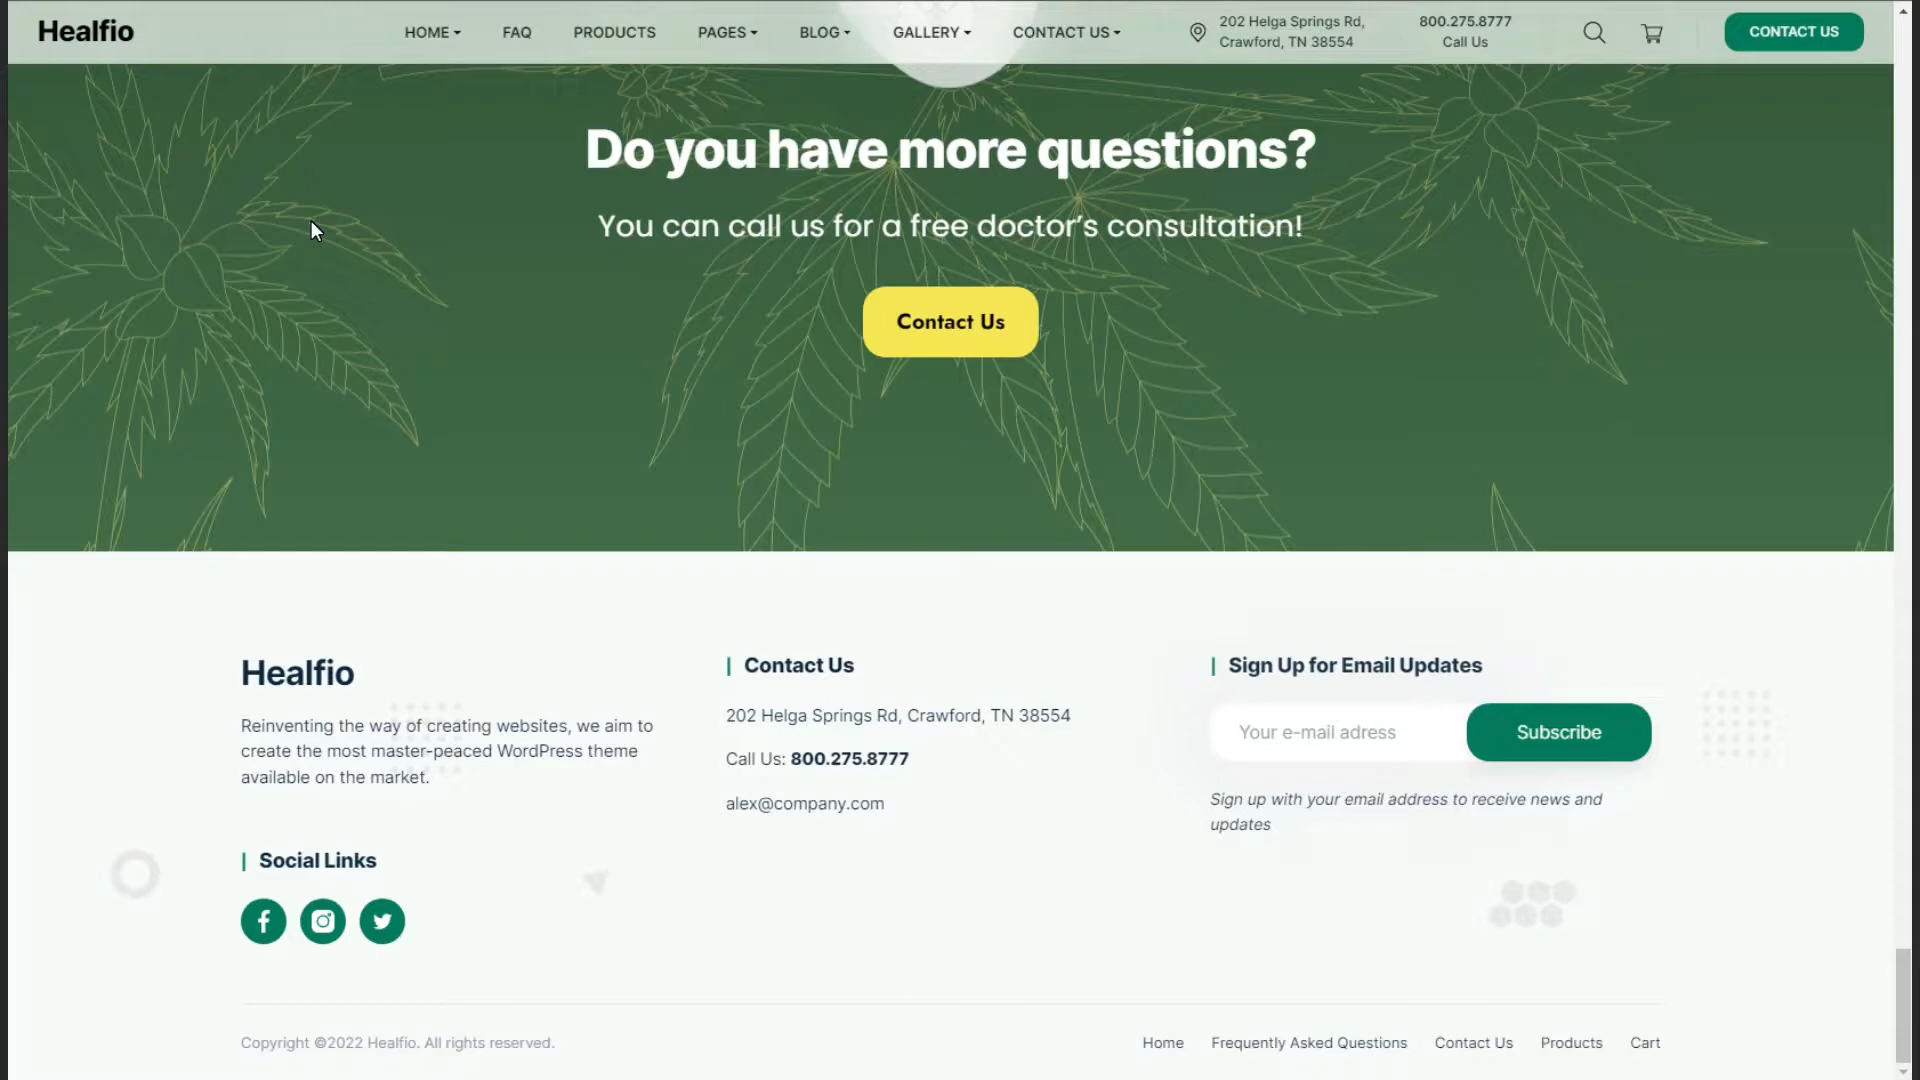 Healfio
HOME
FAQ
PRODUCTS
PAGES
BLOG
GALLERY
CONTACT US
202 Helga Springs Rd,
Crawford, TN 38554
800.275.8777
Call Us
CONTACT US
Do you have more questions?
You can call us for a free doctor's consultation!
Contact Us
Healfio
Reinventing the way of creating websites, we aim to
create the most master-peaced WordPress theme
available on the market.
Social Links
Contact Us
202 Helga Springs Rd, Crawford, TN 38554
Call Us: 800.275.8777
alex@company.com
Sign Up for Email Updates
Your e-mail adress
Subscribe
Sign up with your email address to receive news and
updates
Copyright ©2022 Healfio. All rights reserved.
Home
Frequently Asked Questions
Contact Us
Products
Cart